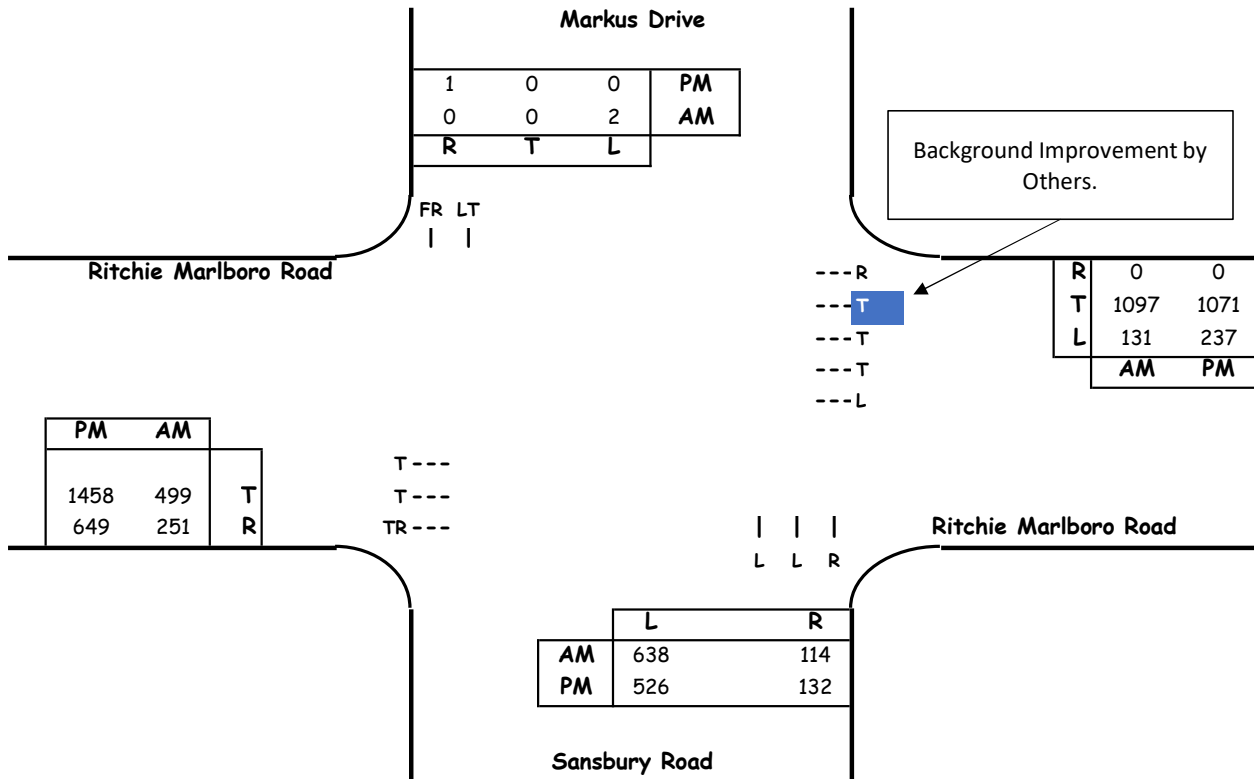 Markus Drive
1 0 0 PM
0 0 2 AM
R T L
Background Improvement by
Others.
FR LT
| |
Ritchie Marlboro Road
---R
---T
---T
---T
---L
R 0 0
T 1097 1071
L 131 237
AM PM
PM AM
1458 499 T
649 251 R
T---
T---
TR---
| | |
L L R
Ritchie Marlboro Road
L R
AM 638 114
PM 526 132
Sansbury Road